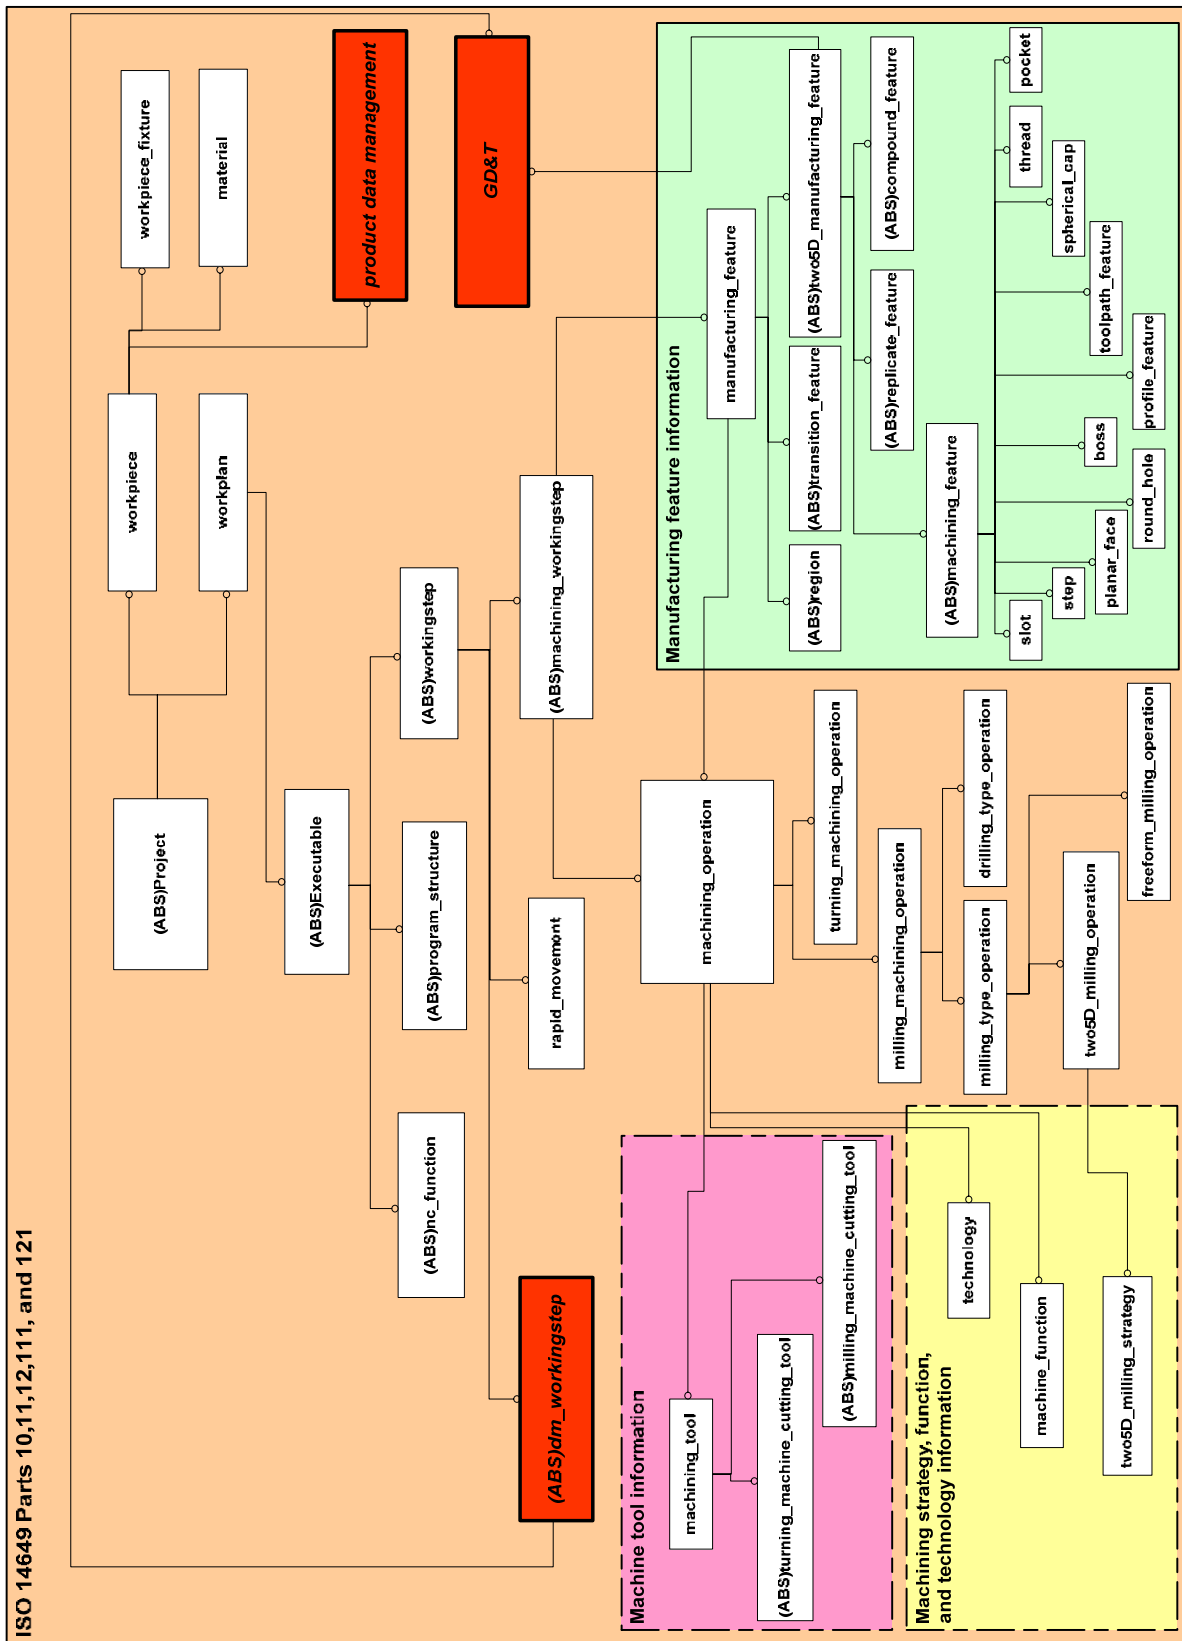 ISO 14649 Parts 10,11,12,111, and 121
(ABS)Project
workpiece
workplan
workpiece_fixture
material
product data management
GD&T
(ABS)Executable
(ABS)nc_function
(ABS)program_structure
(ABS)workingstep
(ABS)dm_workingstep
rapid_movemont
(ABS)machining_workingstep
machining_operation
Machine tool information
machining_tool
(ABS)turning_machine_cutting_tool
(ABS)milling_machine_cutting_tool
turning_machining_operation
milling_machining_operation
milling_type_operation
drilling_type_operation
two5D_milling_operation
freeform_milling_operation
Machining strategy, function,
and technology information
technology
machine_function
two5D_milling_strategy
Manufacturing feature information
manufacturing_feature
(ABS)region
(ABS)transition_feature
(ABS)two5D_manufacturing_feature
(ABS)machining_feature
(ABS)replicate_feature
(ABS)compound_feature
slot
step
planar_face
round_hole
boss
profile_feature
toolpath_feature
spherical_cap
thread
pocket